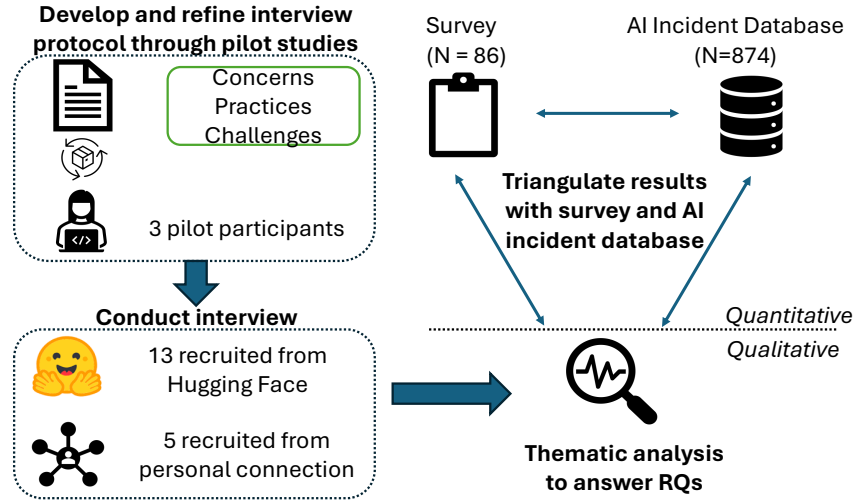 Develop and refine interview
protocol through pilot studies
Concerns
Practices
Challenges
</>
3 pilot participants
Conduct interview
13 recruited from
Hugging Face
5 recruited from
personal connection
Survey
(N = 86)
AI Incident Database
(N=874)
Triangulate results
with survey and AI
incident database
Quantitative
Qualitative
Thematic analysis
to answer RQs